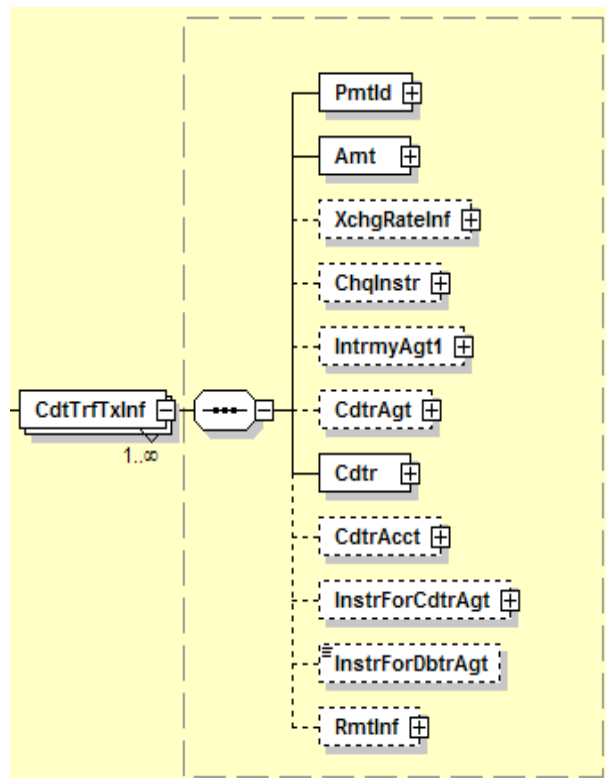 PmtId
Amt
XchgRateInf
ChqInstr
IntrmyAgt1
CdtTrfTxInf
1..∞
CdtrAgt
Cdtr
CdtrAcct
InstrForCdtrAgt
InstrForDbtrAgt
RmtInf